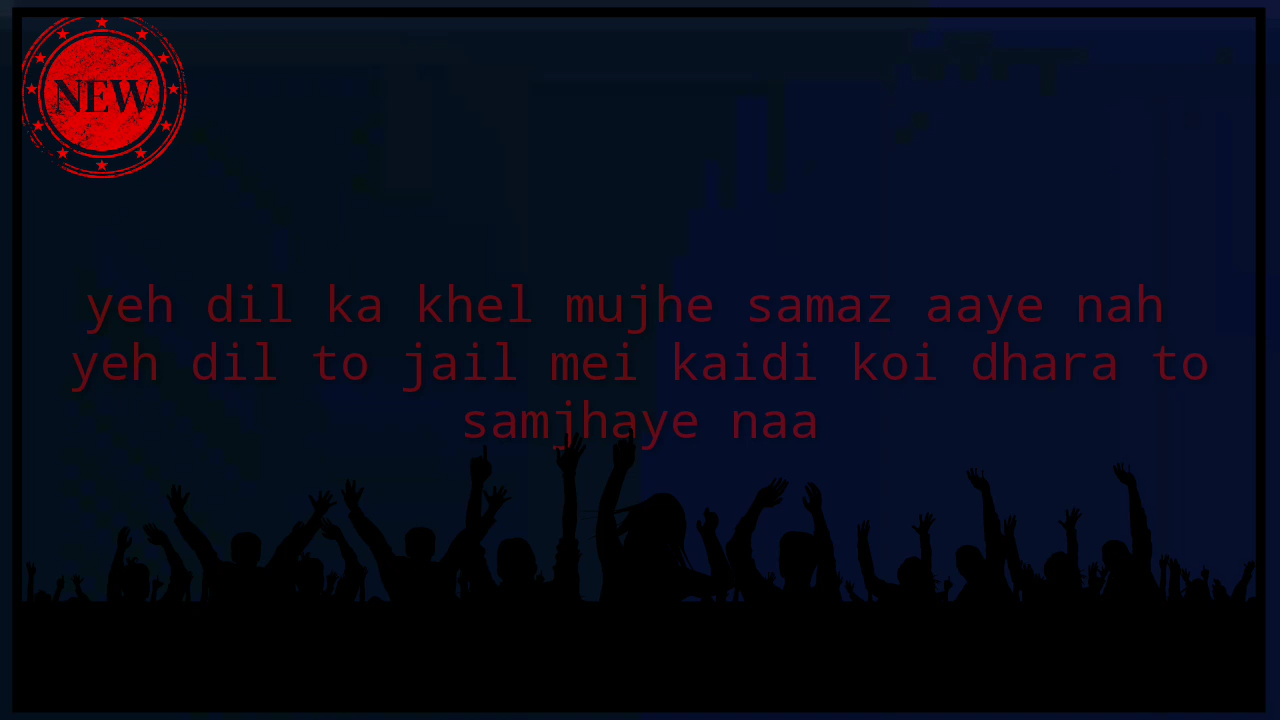 NEW
yeh dil ka khel mujhe samaz aaye nah
yeh dil to jail mei kaidi koi dhara to
samjhaye naa